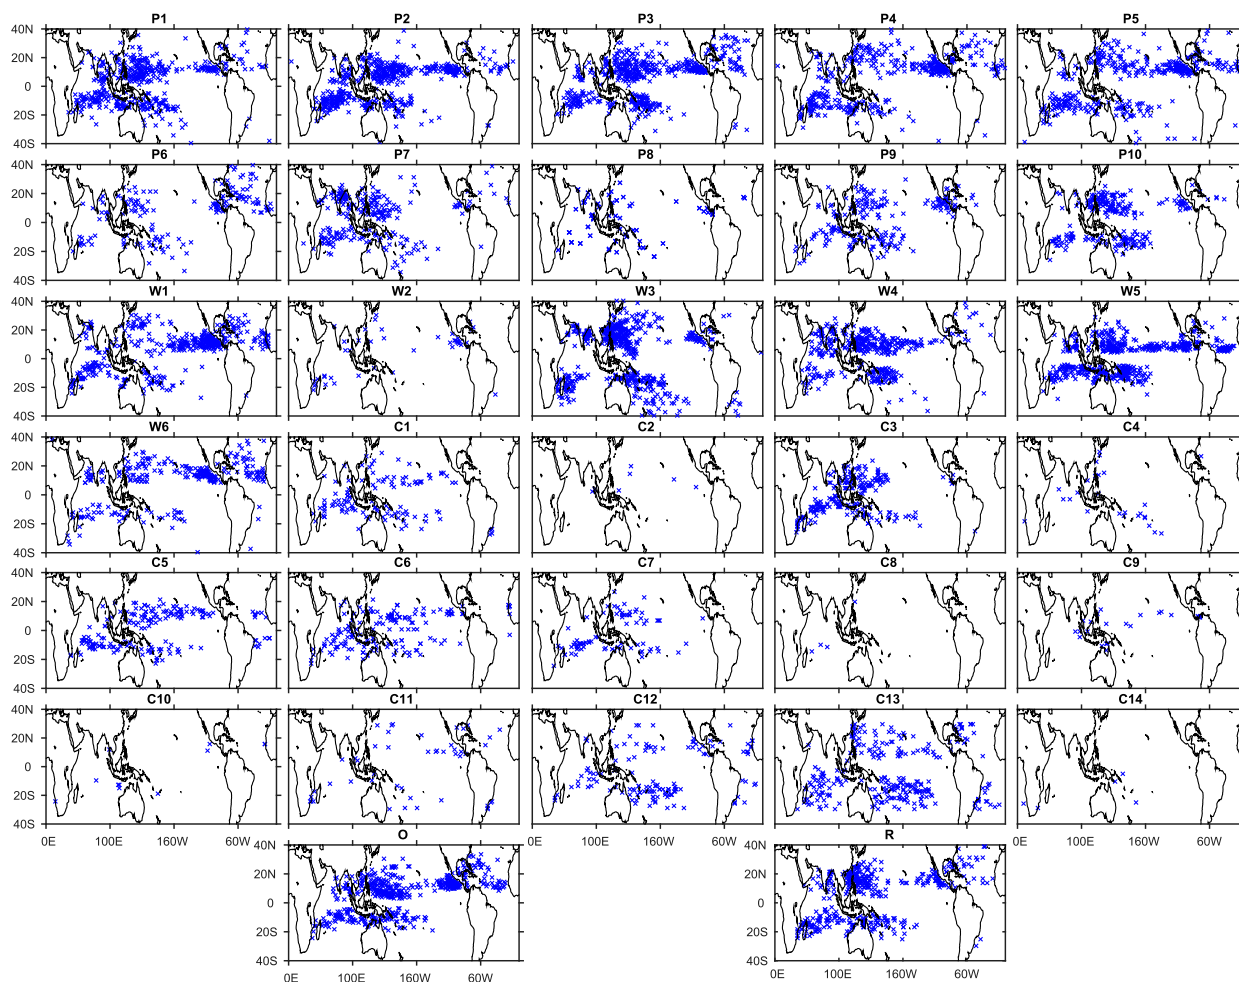 P1 P2 P3 P4 P5
40N
20N
0
20S
40S
P6 P7 P8 P9 P10
40N
20N
0
20S
40S
W1 W2 W3 W4 W5
40N
20N
0
20S
40S
W6 C1 C2 C3 C4
40N
20N
0
20S
40S
C5 C6 C7 C8 C9
40N
20N
0
20S
40S
C10 C11 C12 C13 C14
40N
20N
0
20S
40S
0E 100E 160W 60W 0E 100E 160W 60W 0E 100E 160W 60W
O R
40N 40N
20N 20N
0 0
20S 20S
40S 40S
0E 100E 160W 60W 0E 100E 160W 60W